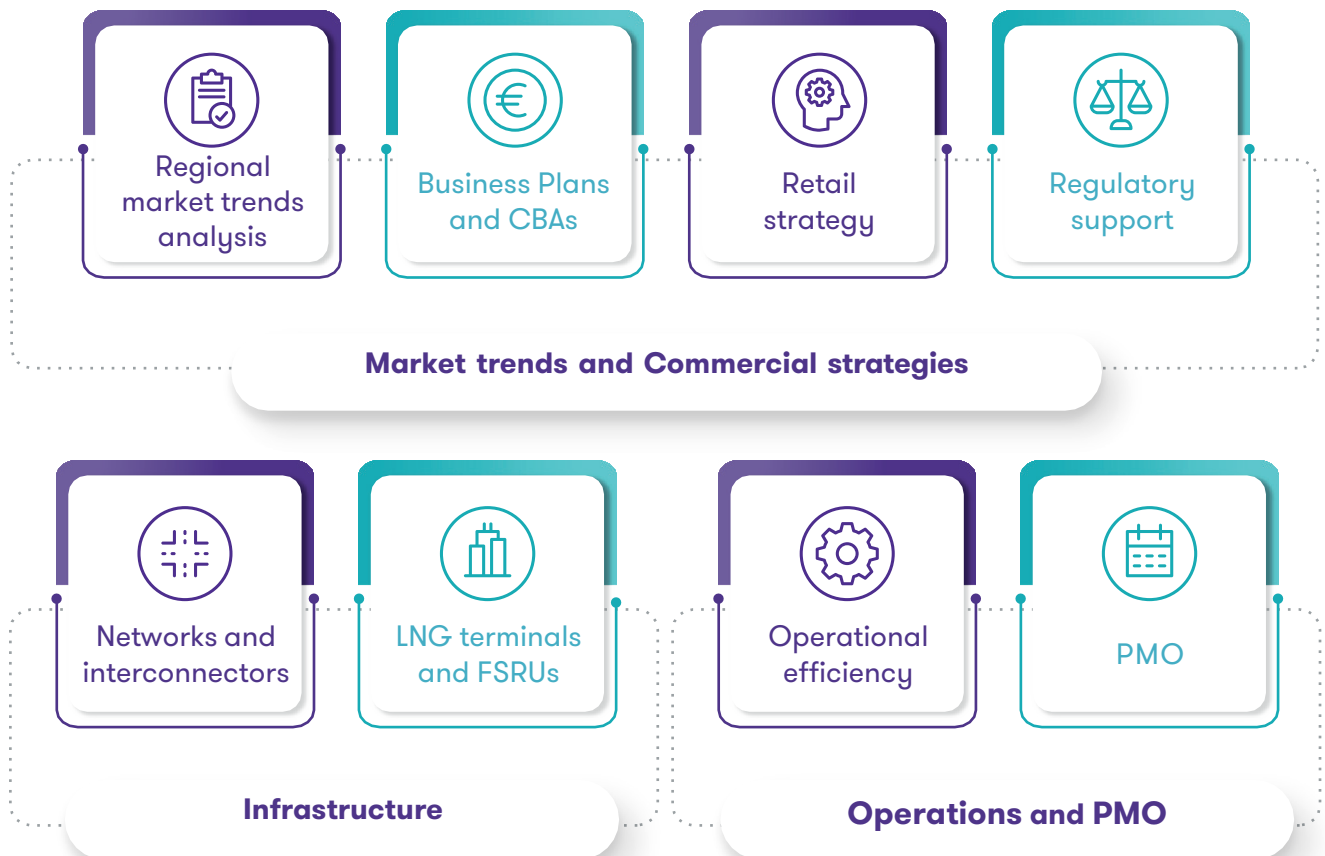 Regional
market trends
analysis
Business Plans
and CBAs
Retail
strategy
Regulatory
support
Market trends and Commercial strategies
Networks and
interconnectors
LNG terminals
and FSRUs
Operational
efficiency
PMO
Infrastructure
Operations and PMO